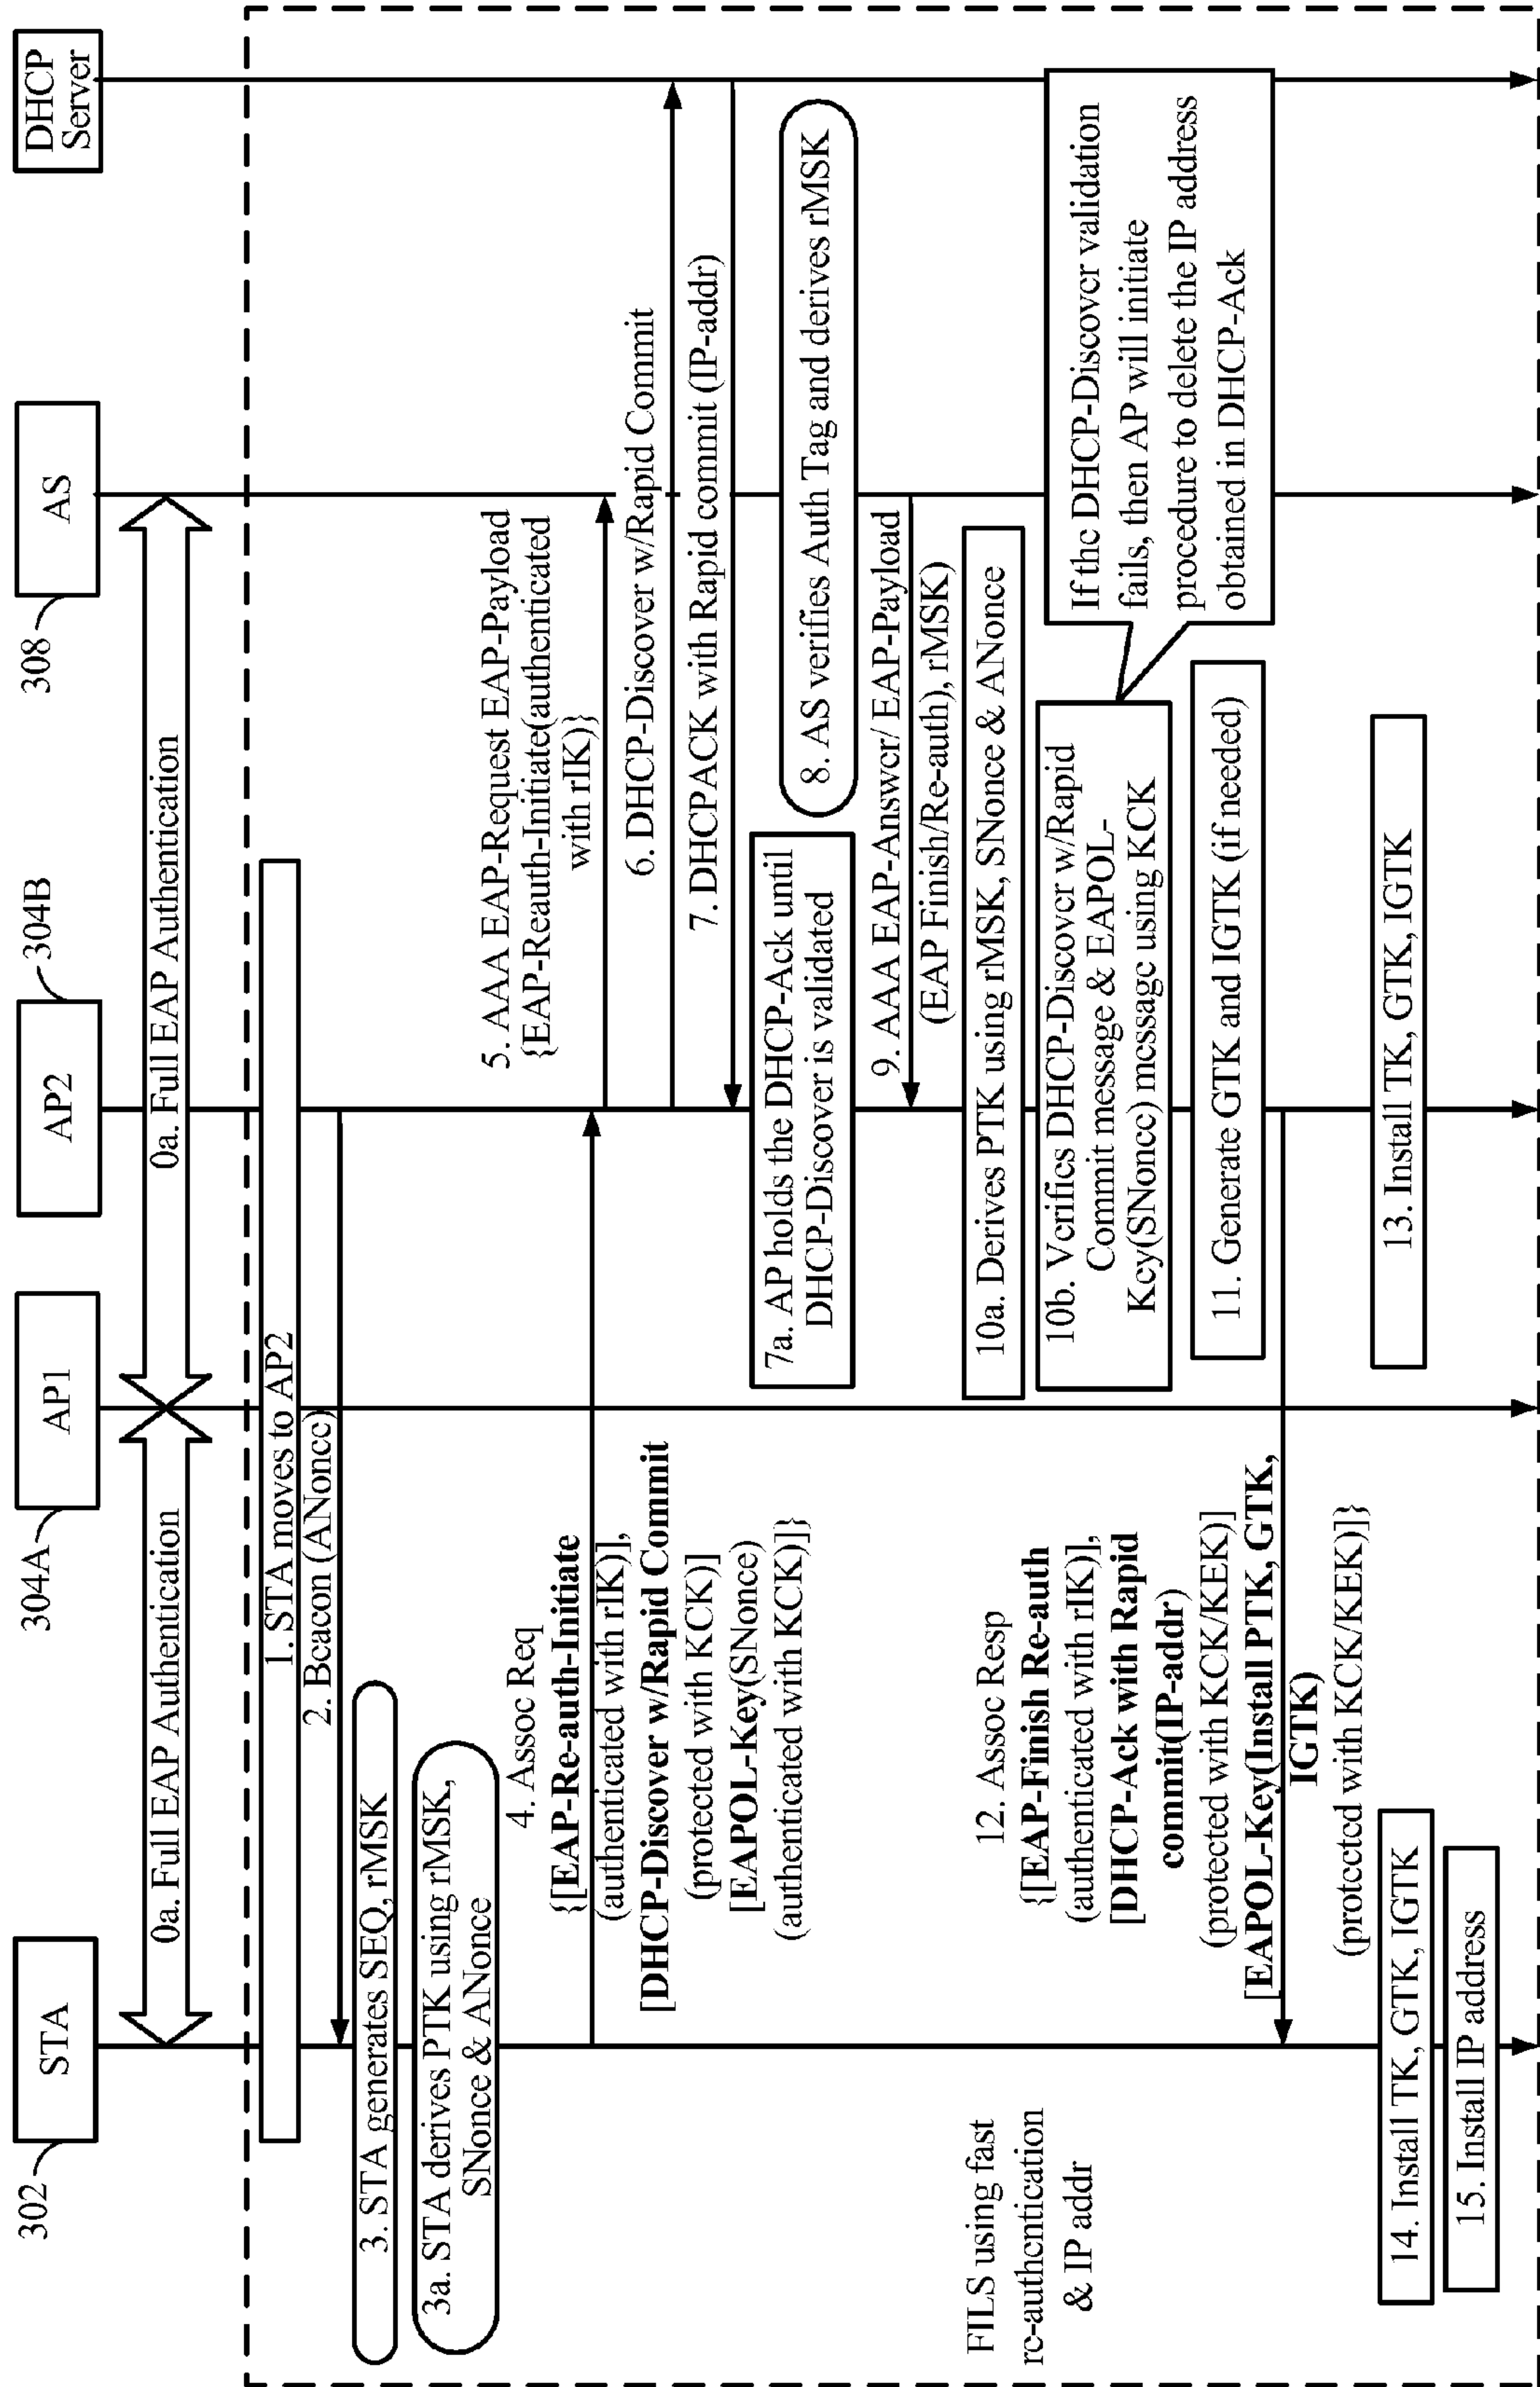 STA
AP1
AP2
AS
DHCP
Server
302
304A
304B
308
0a. Full EAP Authentication
0a. Full EAP Authentication
1. STA moves to AP2
2. Beacon (ANonce)
3. STA generates SEQ, rMSK
3a. STA derives PTK using rMSK,
SNonce & ANonce
4. Assoc Req
{[EAP-Re-auth-Initiate
(authenticated with rIK)],
[DHCP-Discover w/Rapid Commit
(protected with KCK)]
[EAPOL-Key(SNonce)
(authenticated with KCK)]}
5. AAA EAP-Request EAP-Payload
{EAP-Reauth-Initiate(authenticated
with rIK)}
6. DHCP-Discover w/Rapid Commit
7. DHCPACK with Rapid commit (IP-addr)
7a. AP holds the DHCP-Ack until
DHCP-Discover is validated
8. AS verifies Auth Tag and derives rMSK
9. AAA EAP-Answer/ EAP-Payload
(EAP Finish/Re-auth), rMSK)
10a. Derives PTK using rMSK, SNonce & ANonce
10b. Verifies DHCP-Discover w/Rapid
Commit message & EAPOL-
Key(SNonce) message using KCK
If the DHCP-Discover validation
fails, then AP will initiate
procedure to delete the IP address
obtained in DHCP-Ack
11. Generate GTK and IGTK (if needed)
12. Assoc Resp
{[EAP-Finish Re-auth
(authenticated with rIK)],
[DHCP-Ack with Rapid
commit(IP-addr)
(protected with KCK/KEK)]
[EAPOL-Key(Install PTK, GTK,
IGTK)
(protected with KCK/KEK)]}
13. Install TK, GTK, IGTK
14. Install TK, GTK, IGTK
15. Install IP address
FILS using fast
re-authentication
& IP addr